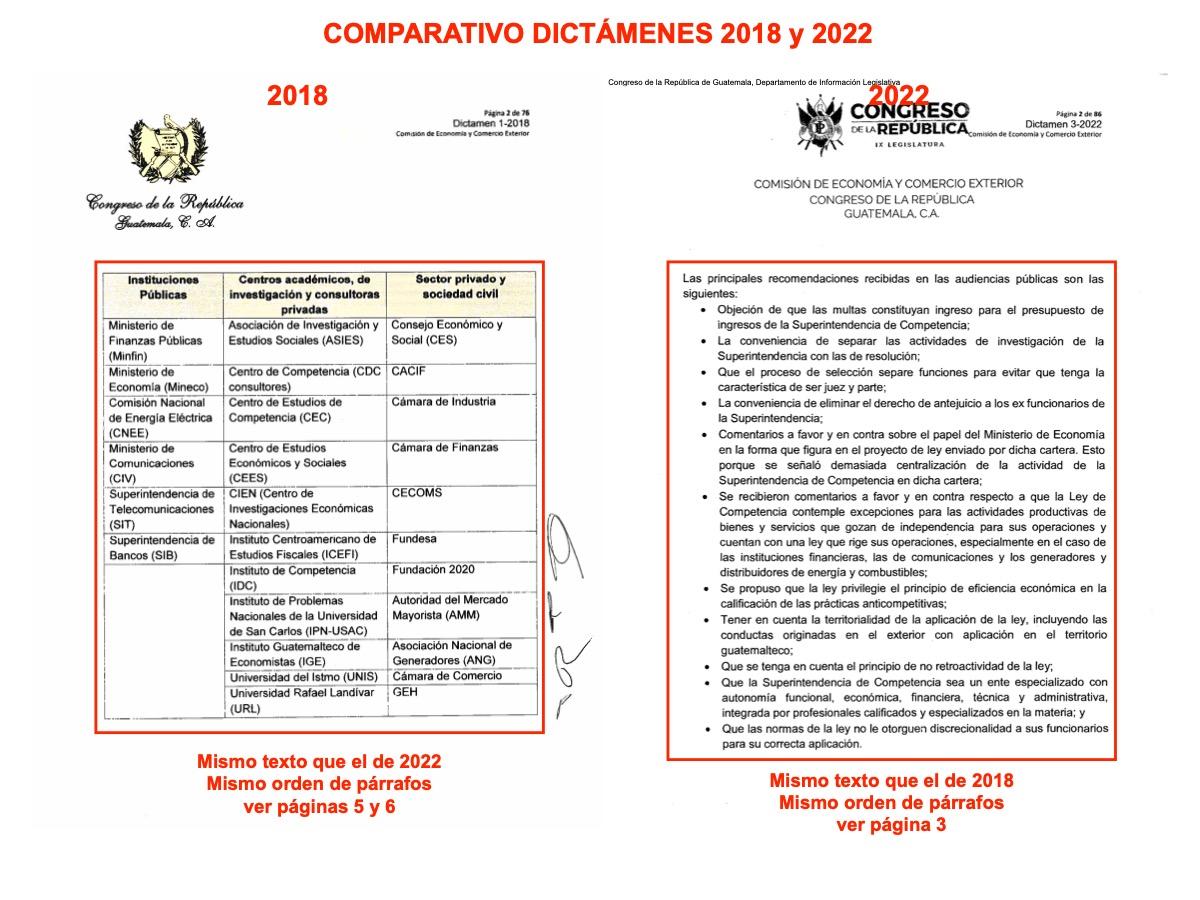 COMPARATIVO DICTÁMENES 2018 y 2022
2018
Página 2 de 76
Dictamen 1-2018
Comisión de Economía y Comercio Exterior
Congreso de la República
Guatemala, C. A.
Instituciones Públicas | Centros académicos, de investigación y consultoras privadas | Sector privado y sociedad civil
Ministerio de Finanzas Públicas (Minfin) | Asociación de Investigación y Estudios Sociales (ASIES) | Consejo Económico y Social (CES)
Ministerio de Economía (Mineco) | Centro de Competencia (CDC consultores) | CACIF
Comisión Nacional de Energía Eléctrica (CNEE) | Centro de Estudios de Competencia (CEC) | Cámara de Industria
Ministerio de Comunicaciones (CIV) | Centro de Estudios Económicos y Sociales (CEES) | Cámara de Finanzas
Superintendencia de Telecomunicaciones (SIT) | CIEN (Centro de Investigaciones Económicas Nacionales) | CECOMS
Superintendencia de Bancos (SIB) | Instituto Centroamericano de Estudios Fiscales (ICEFI) | Fundesa
Instituto de Competencia (IDC) | Fundación 2020
Instituto de Problemas Nacionales de la Universidad de San Carlos (IPN-USAC) | Autoridad del Mercado Mayorista (AMM)
Instituto Guatemalteco de Economistas (IGE) | Asociación Nacional de Generadores (ANG)
Universidad del Istmo (UNIS) | Cámara de Comercio
Universidad Rafael Landívar (URL) | GEH
Mismo texto que el de 2022
Mismo orden de párrafos
ver páginas 5 y 6
Congreso de la República de Guatemala, Departamento de Información Legislativa
2022
CONGRESO
DE LA REPÚBLICA
IX LEGISLATURA
Página 2 de 86
Dictamen 3-2022
Comisión de Economía y Comercio Exterior
COMISIÓN DE ECONOMÍA Y COMERCIO EXTERIOR
CONGRESO DE LA REPÚBLICA
GUATEMALA, C.A.
Las principales recomendaciones recibidas en las audiencias públicas son las
siguientes:
• Objeción de que las multas constituyan ingreso para el presupuesto de
ingresos de la Superintendencia de Competencia;
• La conveniencia de separar las actividades de investigación de la
Superintendencia con las de resolución;
• Que el proceso de selección separe funciones para evitar que tenga la
característica de ser juez y parte;
• La conveniencia de eliminar el derecho de antejuicio a los ex funcionarios de
la Superintendencia;
• Comentarios a favor y en contra sobre el papel del Ministerio de Economía
en la forma que figura en el proyecto de ley enviado por dicha cartera. Esto
porque se señaló demasiada centralización de la actividad de la
Superintendencia de Competencia en dicha cartera;
• Se recibieron comentarios a favor y en contra respecto a que la Ley de
Competencia contemple excepciones para las actividades productivas de
bienes y servicios que gozan de independencia para sus operaciones y
cuentan con una ley que rige sus operaciones, especialmente en el caso de
las instituciones financieras, las de comunicaciones y los generadores y
distribuidores de energía y combustibles;
• Se propuso que la ley privilegie el principio de eficiencia económica en la
calificación de las prácticas anticompetitivas;
• Tener en cuenta la territorialidad de la aplicación de la ley, incluyendo las
conductas originadas en el exterior con aplicación en el territorio
guatemalteco;
• Que se tenga en cuenta el principio de no retroactividad de la ley;
• Que la Superintendencia de Competencia sea un ente especializado con
autonomía funcional, económica, financiera, técnica y administrativa,
integrada por profesionales calificados y especializados en la materia; y
• Que las normas de la ley no le otorguen discrecionalidad a sus funcionarios
para su correcta aplicación.
Mismo texto que el de 2018
Mismo orden de párrafos
ver página 3